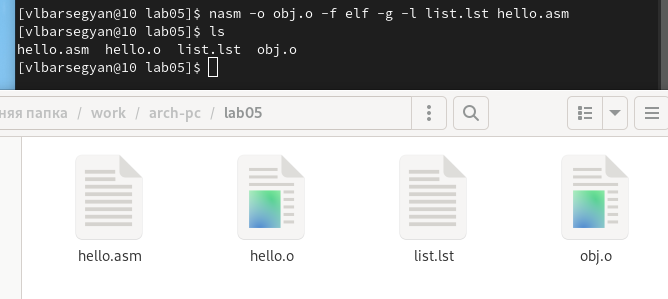 [vlbarsegyan@10 lab05]$ nasm -o obj.o -f elf -g -l list.lst hello.asm
[vlbarsegyan@10 lab05]$ ls
hello.asm  hello.o  list.lst  obj.o
[vlbarsegyan@10 lab05]$
няя папка / work / arch-pc / lab05
hello.asm hello.o list.lst obj.o